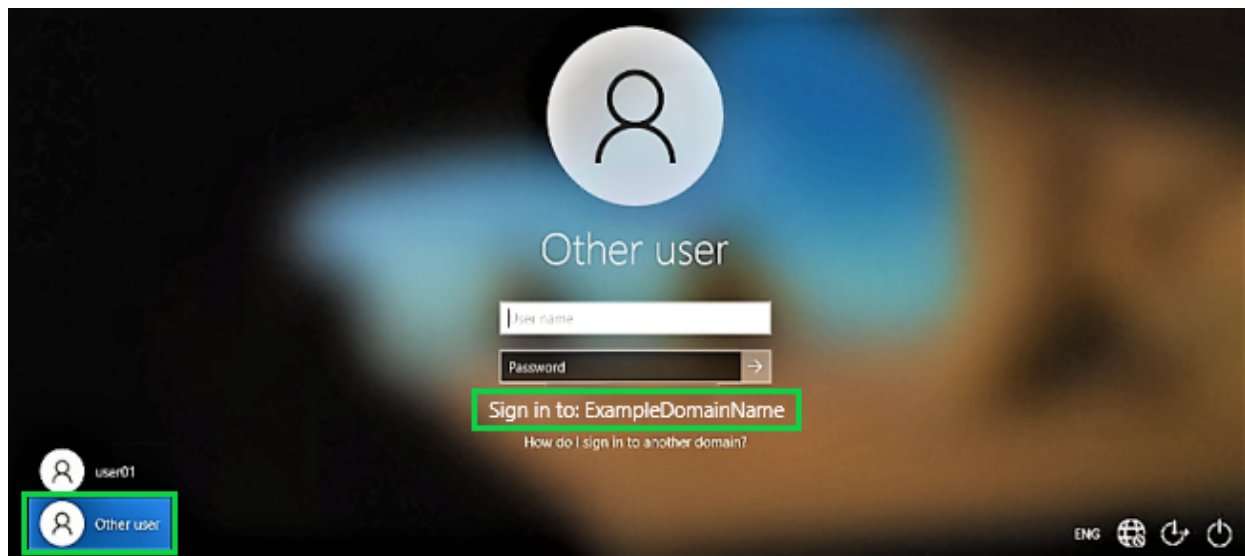 Other user
User name
Password
Sign in to: ExampleDomainName
How do I sign in to another domain?
user01
Other user
ENG